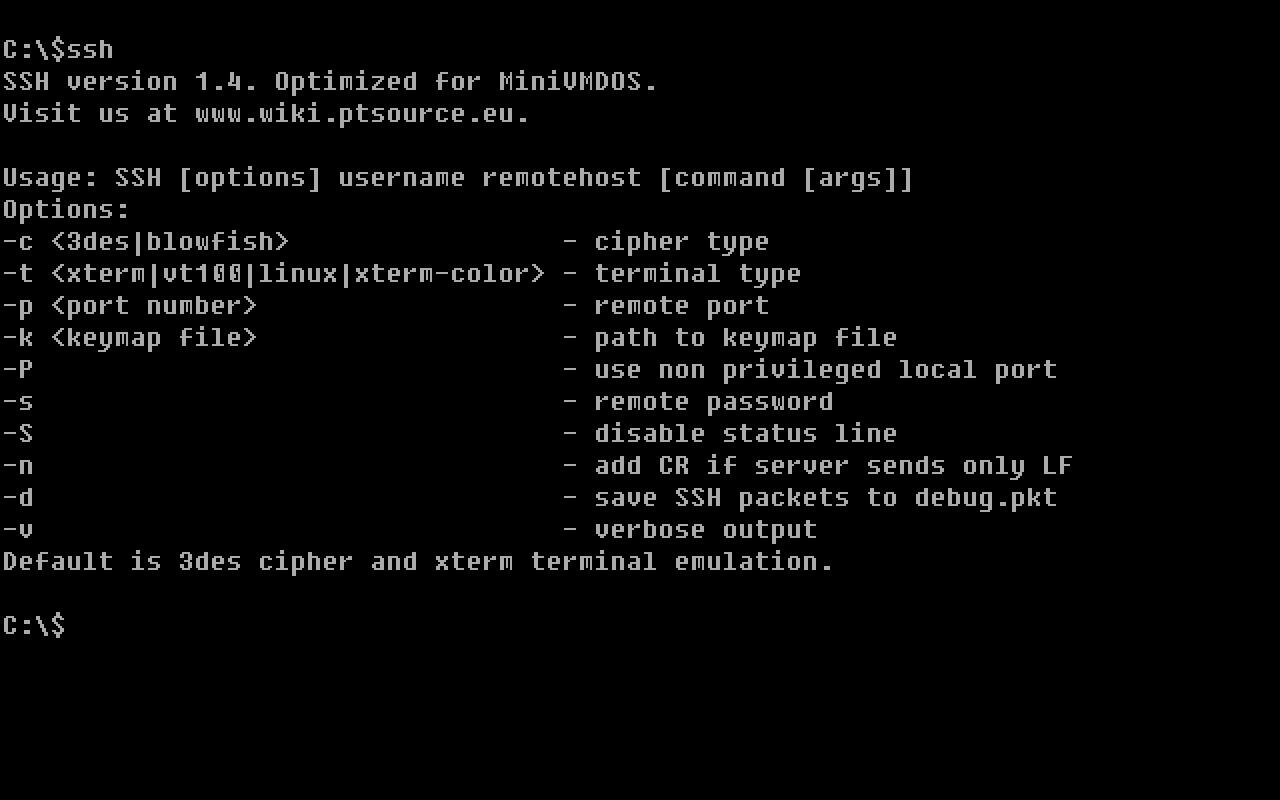 C:\$ssh
SSH version 1.4. Optimized for MiniVMDOS.
Visit us at www.wiki.ptsource.eu.
Usage: SSH [options] username remotehost [command [args]]
Options:
-c <3des|blowfish>                 - cipher type
-t <xterm|vt100|linux|xterm-color> - terminal type
-p <port number>                   - remote port
-k <keymap file>                   - path to keymap file
-P                                 - use non privileged local port
-s                                 - remote password
-S                                 - disable status line
-n                                 - add CR if server sends only LF
-d                                 - save SSH packets to debug.pkt
-v                                 - verbose output
Default is 3des cipher and xterm terminal emulation.
C:\$